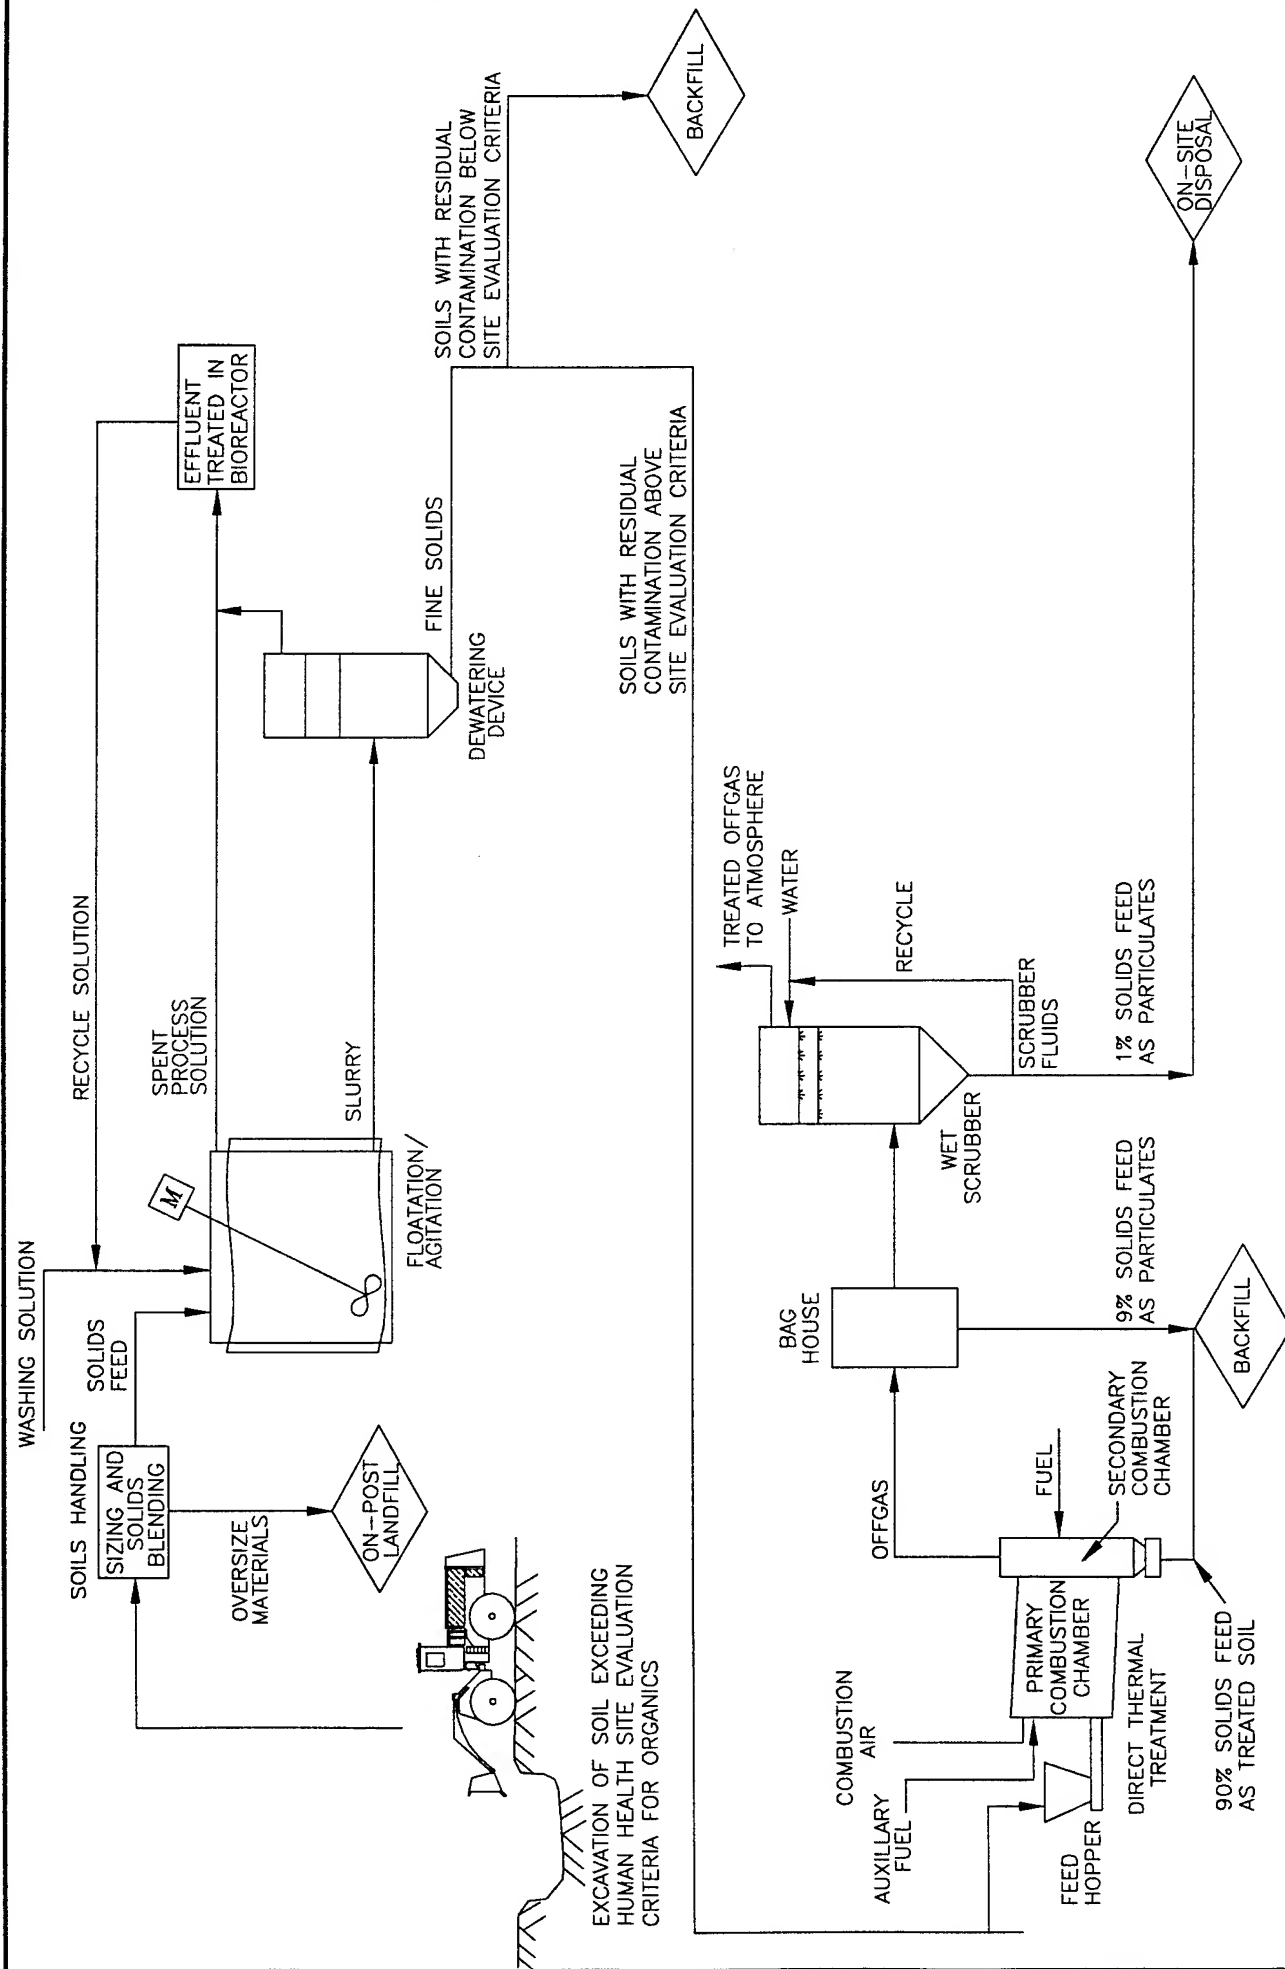 WASHING SOLUTION
RECYCLE SOLUTION
SOILS HANDLING
SIZING AND
SOLIDS
BLENDING
SOLIDS
FEED
OVERSIZE
MATERIALS
ON-POST
LANDFILL
M
FLOATATION/
AGITATION
SPENT
PROCESS
SOLUTION
SLURRY
EFFLUENT
TREATED IN
BIOREACTOR
DEWATERING
DEVICE
FINE SOLIDS
SOILS WITH RESIDUAL
CONTAMINATION BELOW
SITE EVALUATION CRITERIA
BACKFILL
EXCAVATION OF SOIL EXCEEDING
HUMAN HEALTH SITE EVALUATION
CRITERIA FOR ORGANICS
SOILS WITH RESIDUAL
CONTAMINATION ABOVE
SITE EVALUATION CRITERIA
COMBUSTION
AIR
AUXILLARY
FUEL
FEED
HOPPER
PRIMARY
COMBUSTION
CHAMBER
DIRECT THERMAL
TREATMENT
OFFGAS
FUEL
SECONDARY
COMBUSTION
CHAMBER
90% SOLIDS FEED
AS TREATED SOIL
BAG
HOUSE
9% SOLIDS FEED
AS PARTICULATES
BACKFILL
WET
SCRUBBER
TREATED OFFGAS
TO ATMOSPHERE
WATER
RECYCLE
SCRUBBER
FLUIDS
1% SOLIDS FEED
AS PARTICULATES
ON-SITE
DISPOSAL